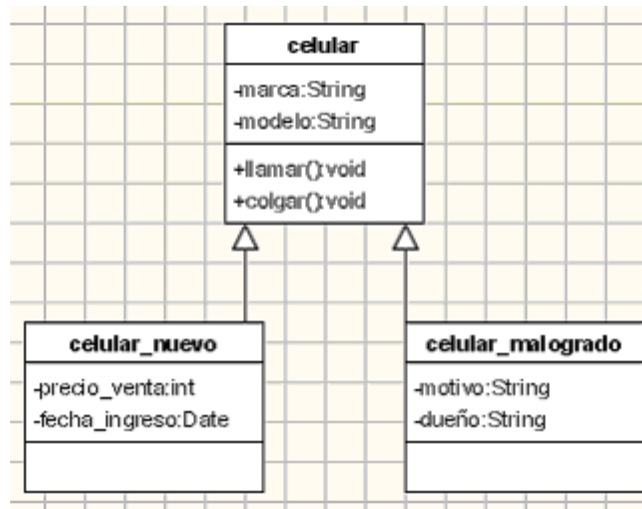 celular
-marca:String
-modelo:String
+llamar():void
+colgar():void
celular_nuevo
-precio_venta:int
-fecha_ingreso:Date
celular_malogrado
-motivo:String
-dueño:String